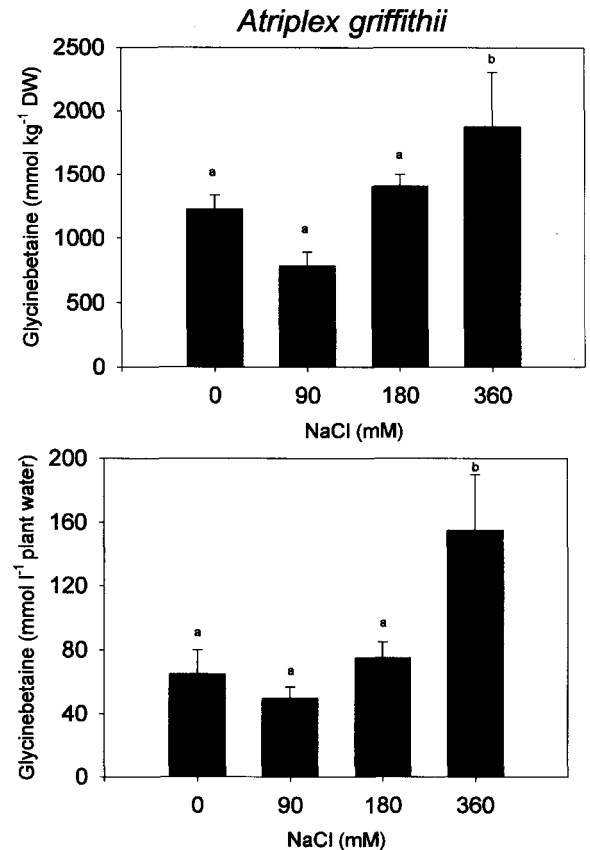 Atriplex griffithii
Glycinebetaine (mmol kg⁻¹ DW)
2500
2000
1500
1000
500
0
a
a
a
b
0 90 180 360
NaCl (mM)
Glycinebetaine (mmol l⁻¹ plant water)
200
160
120
80
40
0
a
a
a
b
0 90 180 360
NaCl (mM)